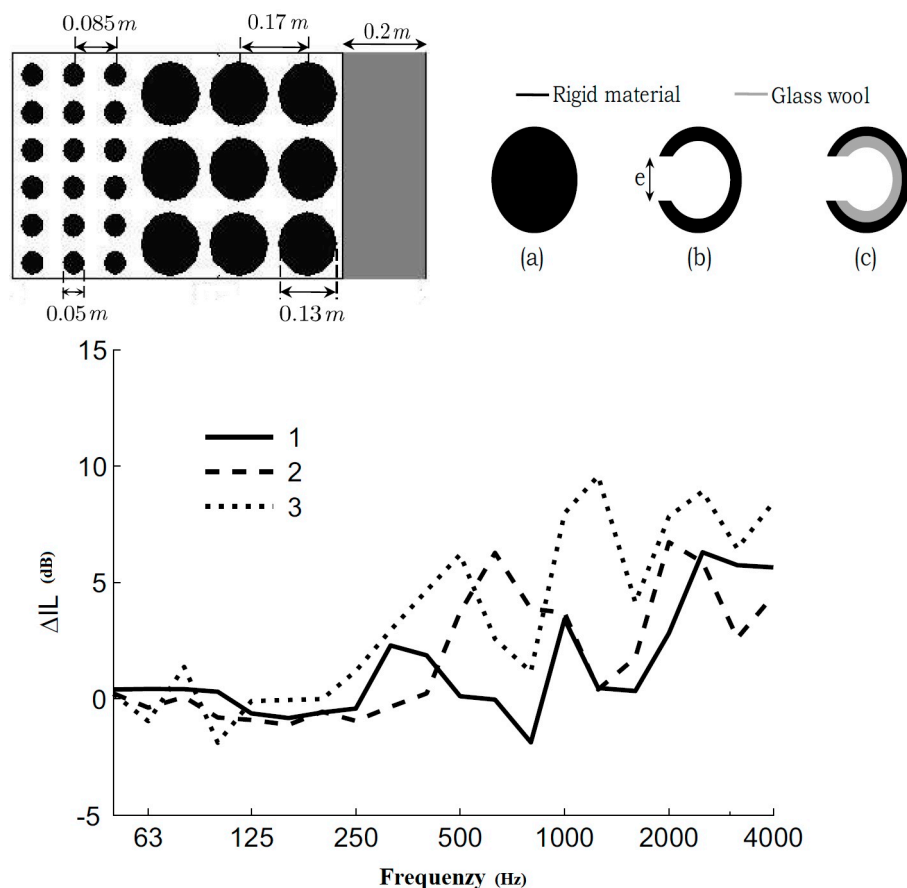 0.085 m
0.17 m
0.2 m
0.05 m
0.13 m
Rigid material
Glass wool
e
(a)
(b)
(c)
15
10
5
0
-5
ΔIL (dB)
1
2
3
63
125
250
500
1000
2000
4000
Frequenzy (Hz)